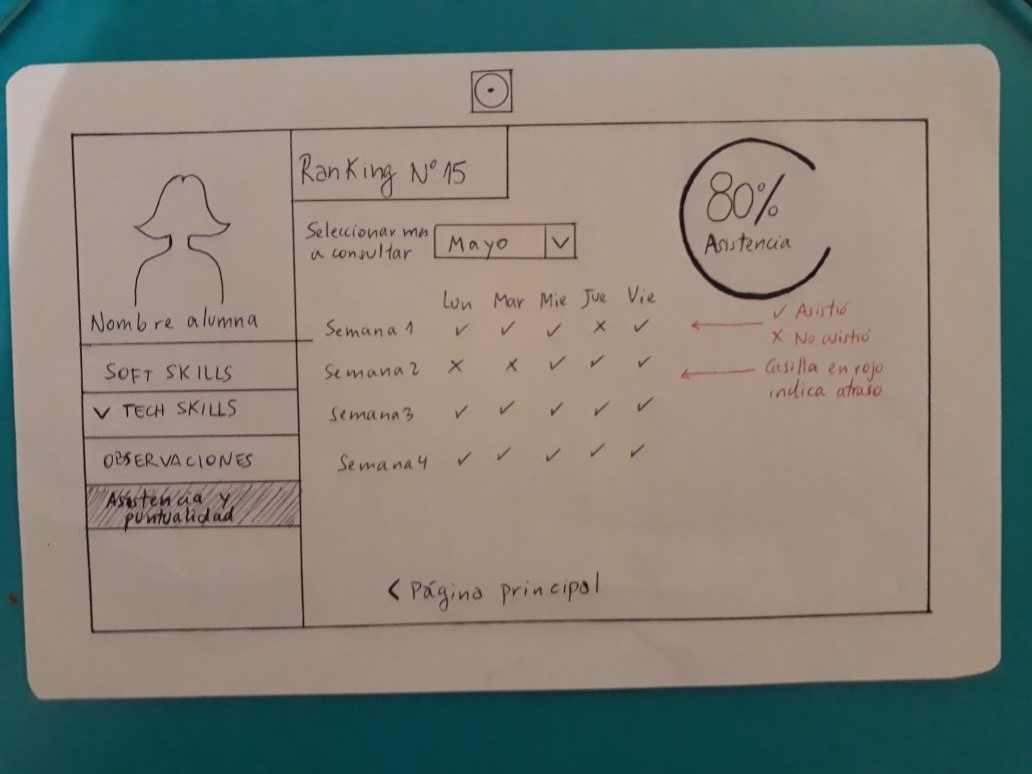 Ranking Nº 15
80%
Asistencia
Seleccionar mes
a consultar
Mayo
Nombre alumna
Lun Mar Mie Jue Vie
Semana 1 ✓ ✓ ✓ x ✓
Semana 2 x x ✓ ✓ ✓
Semana 3 ✓ ✓ ✓ ✓ ✓
Semana 4 ✓ ✓ ✓ ✓ ✓
✓ Asistió
x No asistió
Casilla en rojo
indica atraso
SOFT SKILLS
TECH SKILLS
OBSERVACIONES
Asistencia y
puntualidad
< Página principal